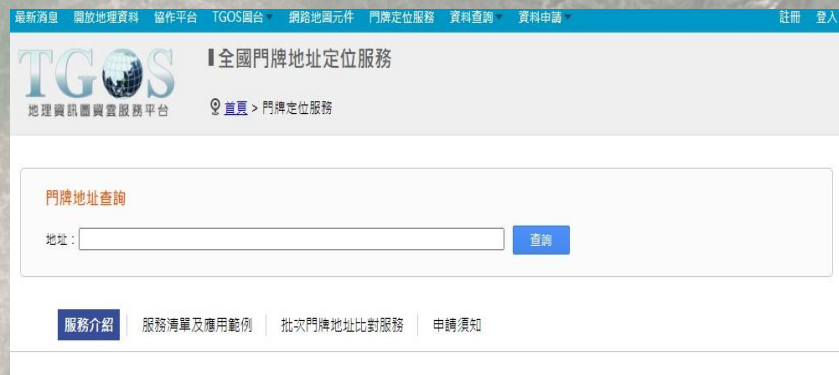 最新消息 開放地理資料 協作平台 TGOS圖台 網路地圖元件 門牌定位服務 資料查詢 資料申請 註冊 登入
TGOS
地理資訊圖資雲服務平台
全國門牌地址定位服務
首頁 > 門牌定位服務
門牌地址查詢
地址：
查詢
服務介紹 服務清單及應用範例 批次門牌地址比對服務 申請須知